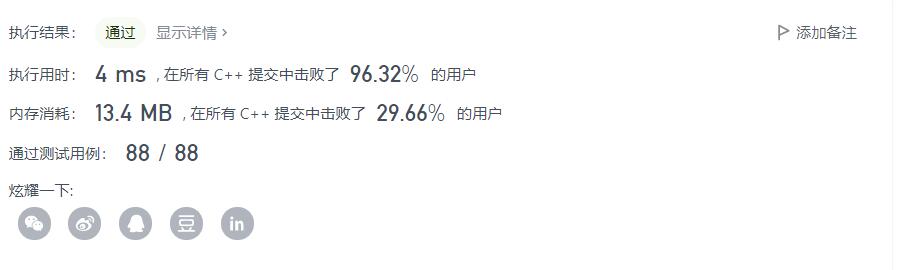 执行结果： 通过 显示详情 › 添加备注
执行用时： 4 ms , 在所有 C++ 提交中击败了 96.32% 的用户
内存消耗： 13.4 MB , 在所有 C++ 提交中击败了 29.66% 的用户
通过测试用例： 88 / 88
炫耀一下:
豆 in